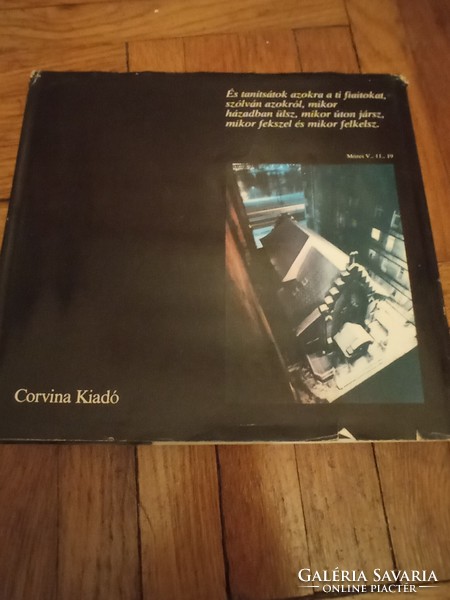 És tanítsátok azokra a ti fiaitokat,
szólván azokról, mikor
házadban ülsz, mikor úton jársz,
mikor fekszel és mikor felkelsz.
Mózes V., 11., 19
Corvina Kiadó
GALÉRIA SAVARIA
ONLINE PIACTÉR